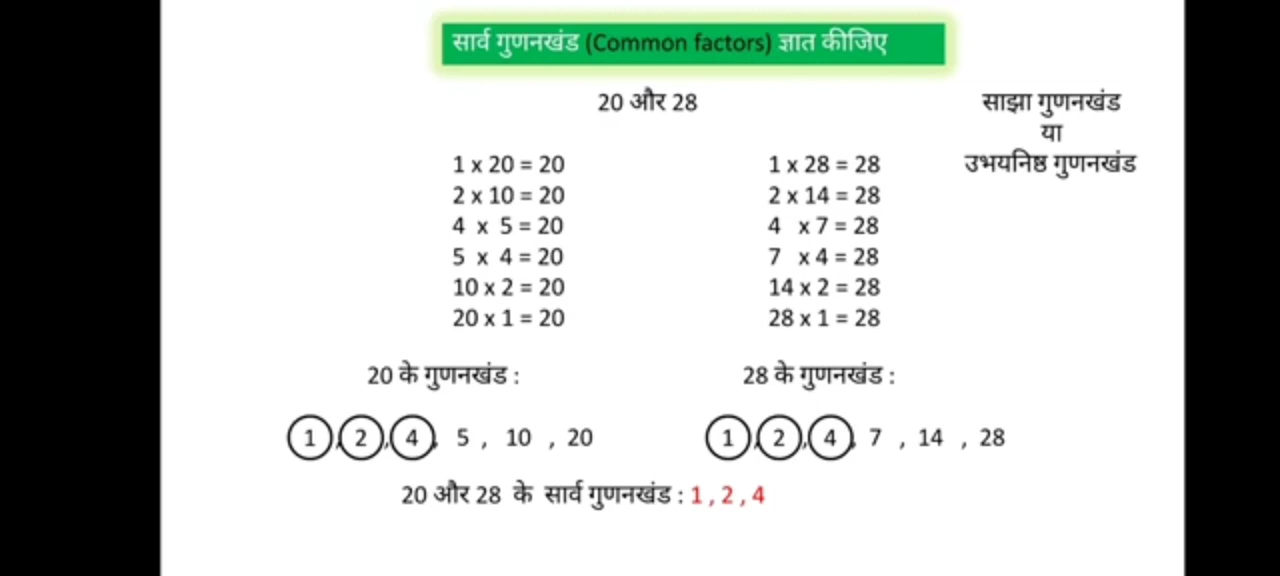 सार्व गुणनखंड (Common factors) ज्ञात कीजिए
20 और 28
साझा गुणनखंड
या
उभयनिष्ठ गुणनखंड
1 x 20 = 20
2 x 10 = 20
4 x 5 = 20
5 x 4 = 20
10 x 2 = 20
20 x 1 = 20
1 x 28 = 28
2 x 14 = 28
4 x 7 = 28
7 x 4 = 28
14 x 2 = 28
28 x 1 = 28
20 के गुणनखंड :
1 , 2 , 4 , 5 , 10 , 20
28 के गुणनखंड :
1 , 2 , 4 , 7 , 14 , 28
20 और 28 के सार्व गुणनखंड : 1 , 2 , 4